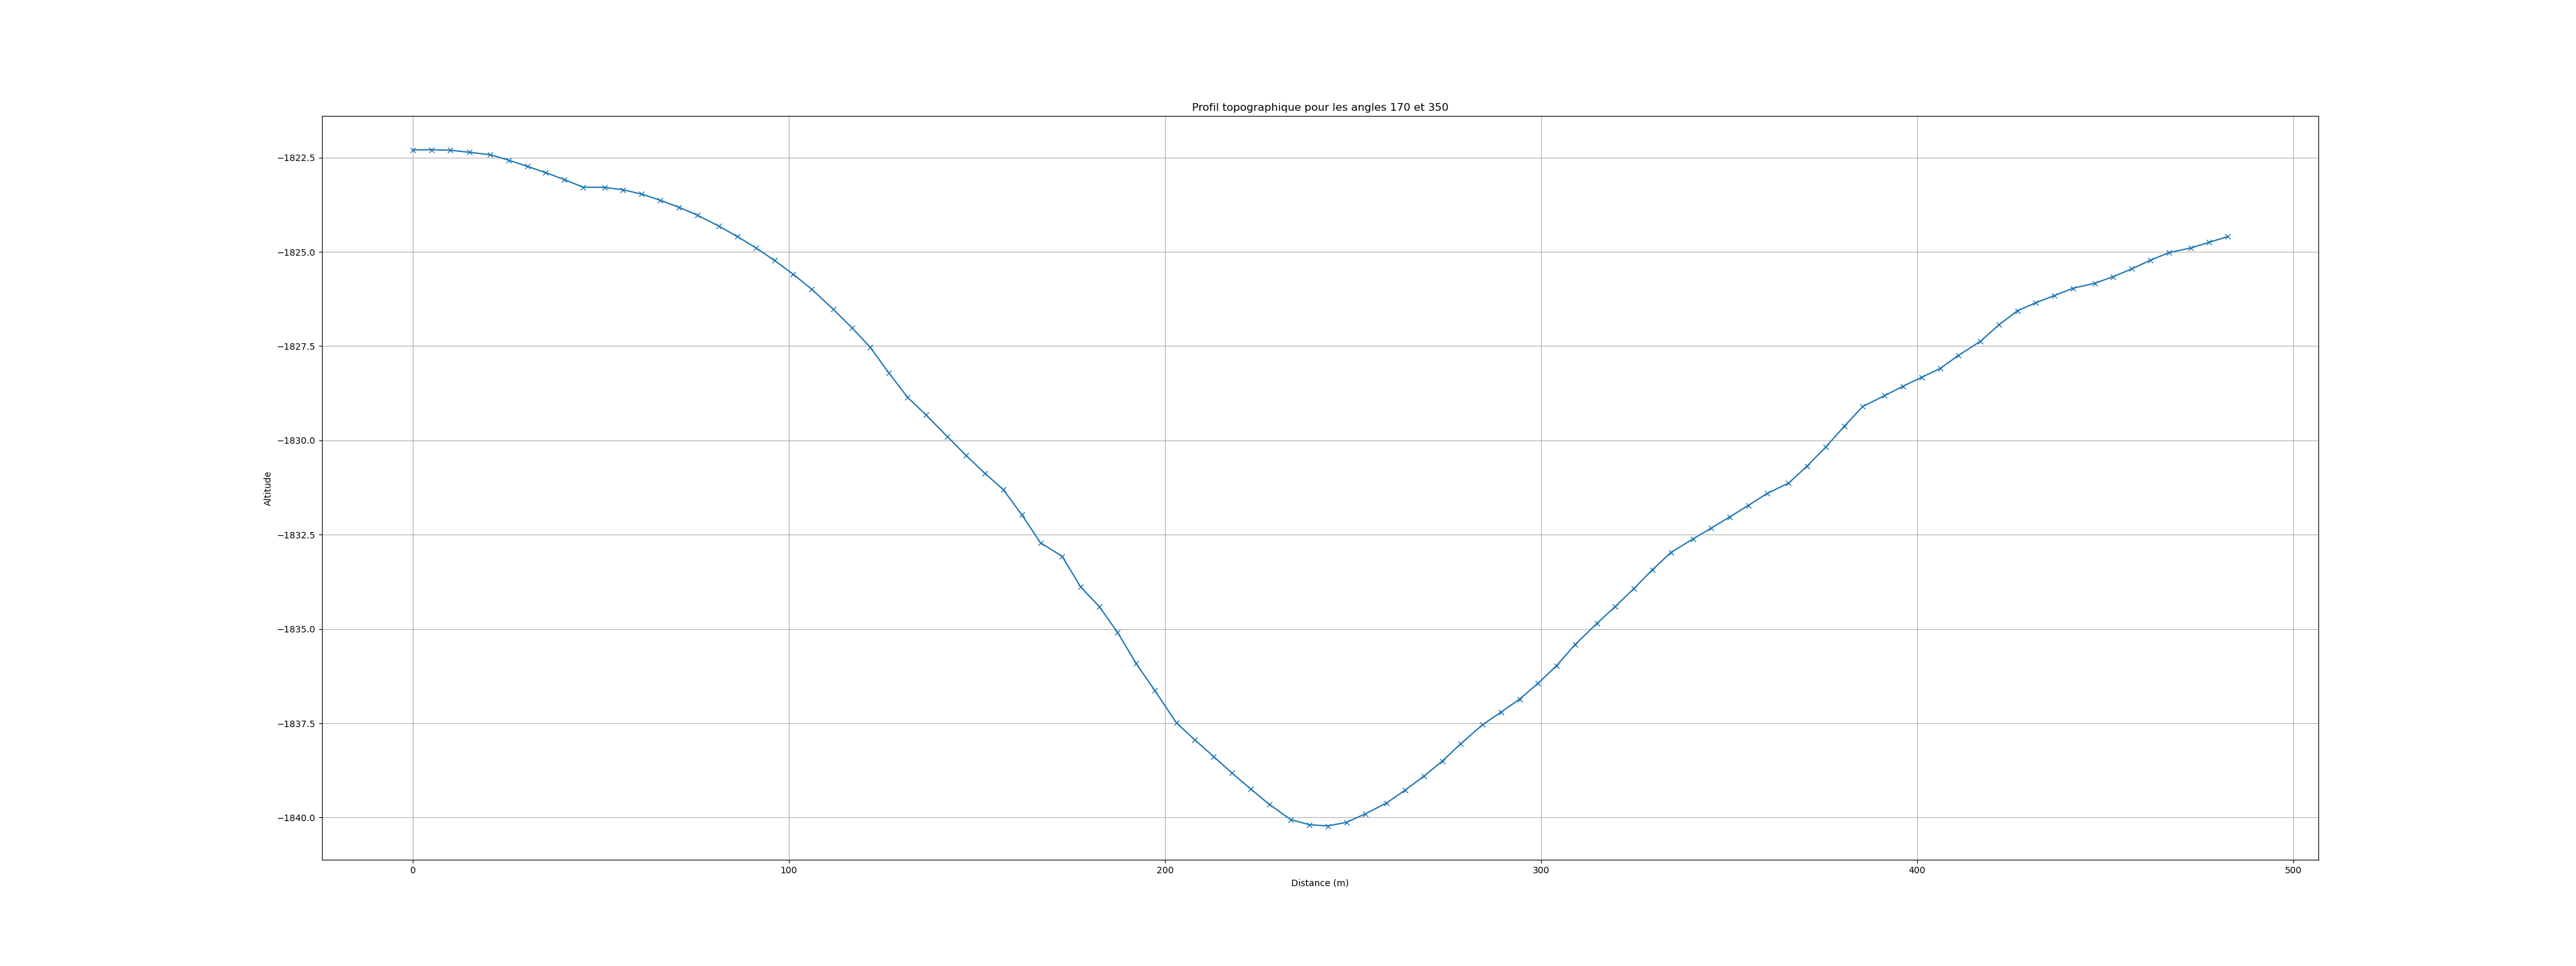 Profil topographique pour les angles 170 et 350
−1822.5
−1825.0
−1827.5
−1830.0
−1832.5
−1835.0
−1837.5
−1840.0
Altitude
0 100 200 300 400 500
Distance (m)